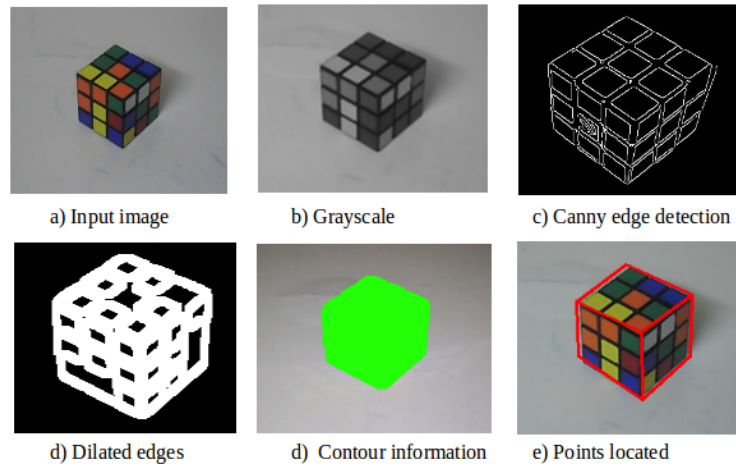 a) Input image
b) Grayscale
c) Canny edge detection
d) Dilated edges
d) Contour information
e) Points located